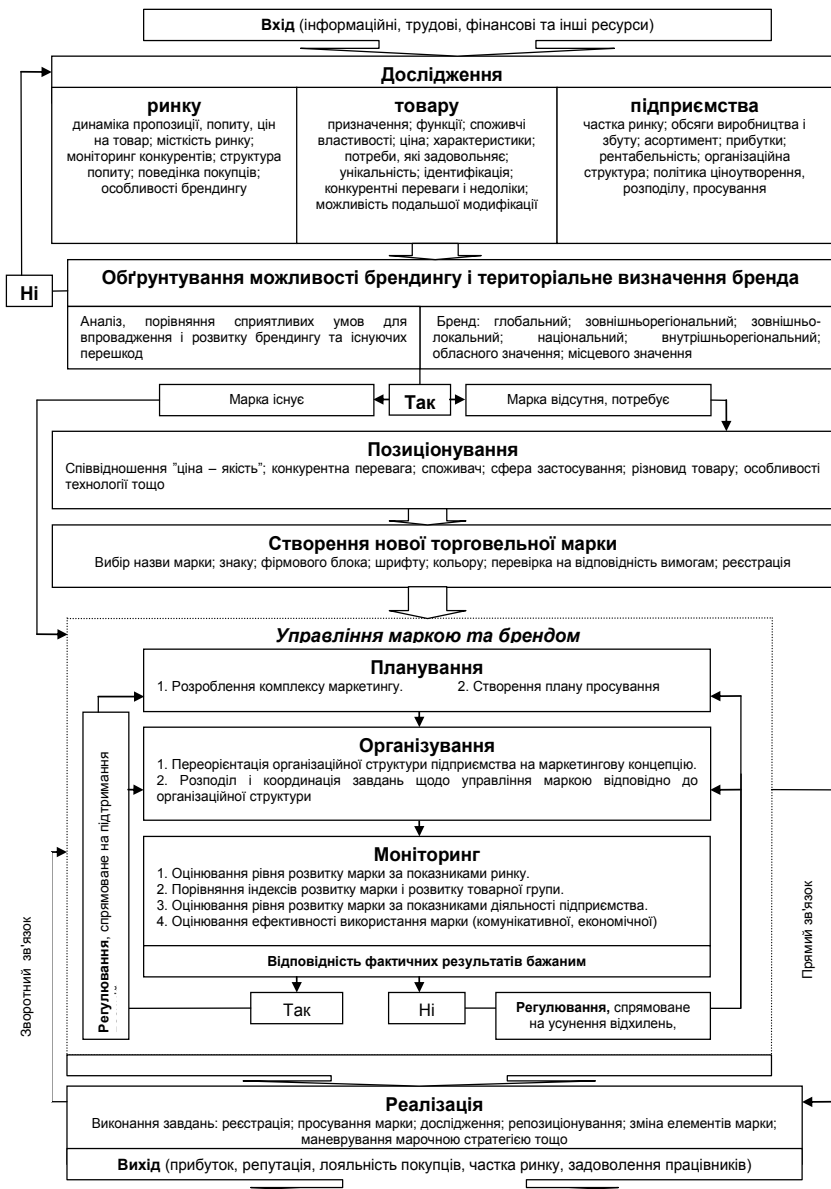 Вхід (інформаційні, трудові, фінансові та інші ресурси)
Дослідження
ринку
динаміка пропозиції, попиту, цін
на товар; місткість ринку;
моніторинг конкурентів; структура
попиту; поведінка покупців;
особливості брендингу
товару
призначення; функції; споживчі
властивості; ціна; характеристики;
потреби, які задовольняє;
унікальність; ідентифікація;
конкурентні переваги і недоліки;
можливість подальшої модифікації
підприємства
частка ринку; обсяги виробництва і
збуту; асортимент; прибутки;
рентабельність; організаційна
структура; політика ціноутворення,
розподілу, просування
Ні
Обґрунтування можливості брендингу і територіальне визначення бренда
Аналіз, порівняння сприятливих умов для
впровадження і розвитку брендингу та існуючих
перешкод
Бренд: глобальний; зовнішньорегіональний; зовнішньо-
локальний; національний; внутрішньорегіональний;
обласного значення; місцевого значення
Марка існує
Так
Марка відсутня, потребує
Позиціонування
Співвідношення "ціна – якість"; конкурентна перевага; споживач; сфера застосування; різновид товару; особливості
технології тощо
Створення нової торговельної марки
Вибір назви марки; знаку; фірмового блока; шрифту; кольору; перевірка на відповідність вимогам; реєстрація
Управління маркою та брендом
Планування
1. Розроблення комплексу маркетингу. 2. Створення плану просування
Організування
1. Переорієнтація організаційної структури підприємства на маркетингову концепцію.
2. Розподіл і координація завдань щодо управління маркою відповідно до
організаційної структури
Моніторинг
1. Оцінювання рівня розвитку марки за показниками ринку.
2. Порівняння індексів розвитку марки і розвитку товарної групи.
3. Оцінювання рівня розвитку марки за показниками діяльності підприємства.
4. Оцінювання ефективності використання марки (комунікативної, економічної)
Відповідність фактичних результатів бажаним
Так
Ні
Регулювання, спрямоване
на усунення відхилень,
Регулювання, спрямоване на підтримання
Зворотний зв'язок
Прямий зв'язок
Реалізація
Виконання завдань: реєстрація; просування марки; дослідження; репозиціонування; зміна елементів марки;
маневрування марочною стратегією тощо
Вихід (прибуток, репутація, лояльність покупців, частка ринку, задоволення працівників)